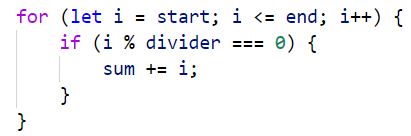 for (let i = start; i <= end; i++) {
    if (i % divider === 0) {
        sum += i;
    }
}